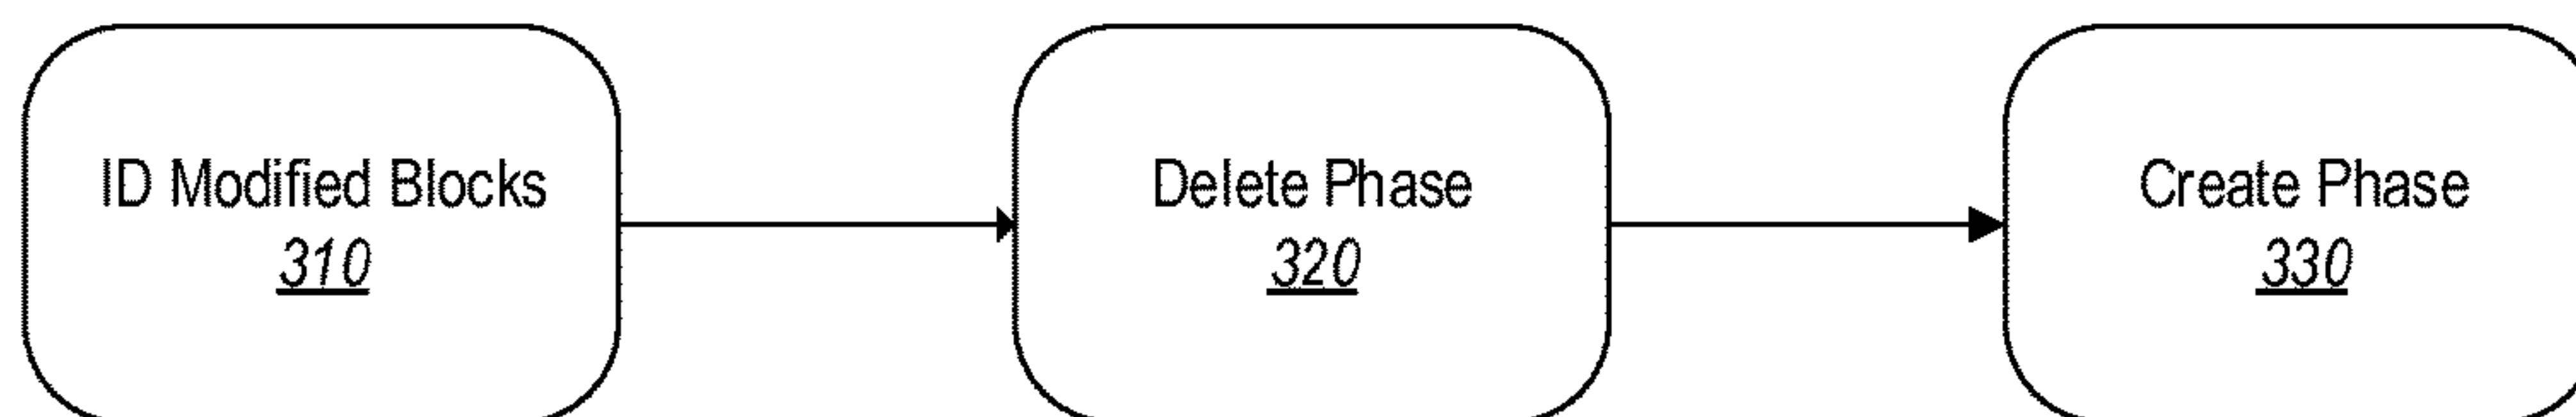 ID Modified Blocks
310
Delete Phase
320
Create Phase
330